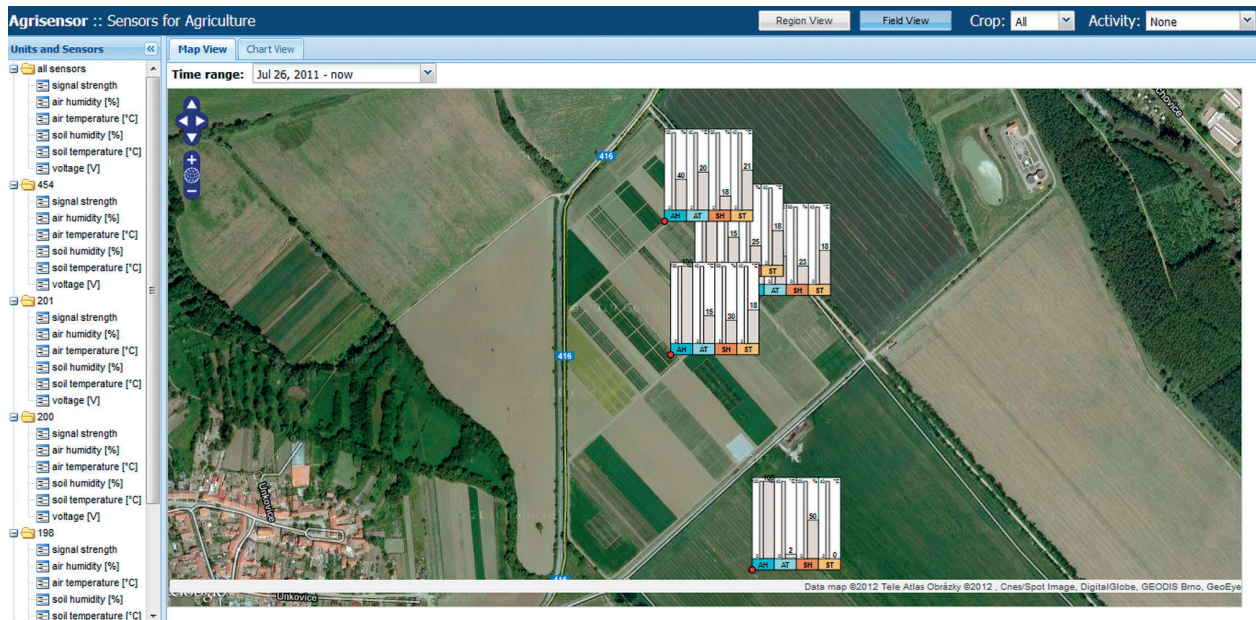 Agrisensor :: Sensors for Agriculture
Region View
Field View
Crop: All
Activity: None
Units and Sensors
all sensors
signal strength
air humidity [%]
air temperature [°C]
soil humidity [%]
soil temperature [°C]
voltage [V]
454
signal strength
air humidity [%]
air temperature [°C]
soil humidity [%]
soil temperature [°C]
voltage [V]
201
signal strength
air humidity [%]
air temperature [°C]
soil humidity [%]
soil temperature [°C]
voltage [V]
200
signal strength
air humidity [%]
air temperature [°C]
soil humidity [%]
soil temperature [°C]
voltage [V]
198
signal strength
air humidity [%]
air temperature [°C]
soil humidity [%]
soil temperature [°C]
Map View
Chart View
Time range: Jul 26, 2011 - now
416
40 20 18 21
AH AT SH ST
15 25 18
ST
23 18
AT SH ST
100 15 30 18
AH AT SH ST
416
100 2 50 0
AH AT SH ST
416
Unkovice
Unkovice
Data map ©2012 Tele Atlas Obrázky ©2012 , Cnes/Spot Image, DigitalGlobe, GEODIS Brno, GeoEye